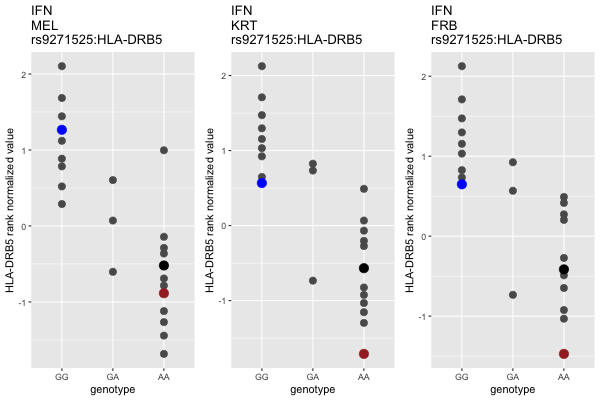 IFN
MEL
rs9271525:HLA-DRB5
HLA-DRB5 rank normalized value
2
1
0
-1
GG
GA
AA
genotype
IFN
KRT
rs9271525:HLA-DRB5
HLA-DRB5 rank normalized value
2
1
0
-1
GG
GA
AA
genotype
IFN
FRB
rs9271525:HLA-DRB5
HLA-DRB5 rank normalized value
2
1
0
-1
GG
GA
AA
genotype